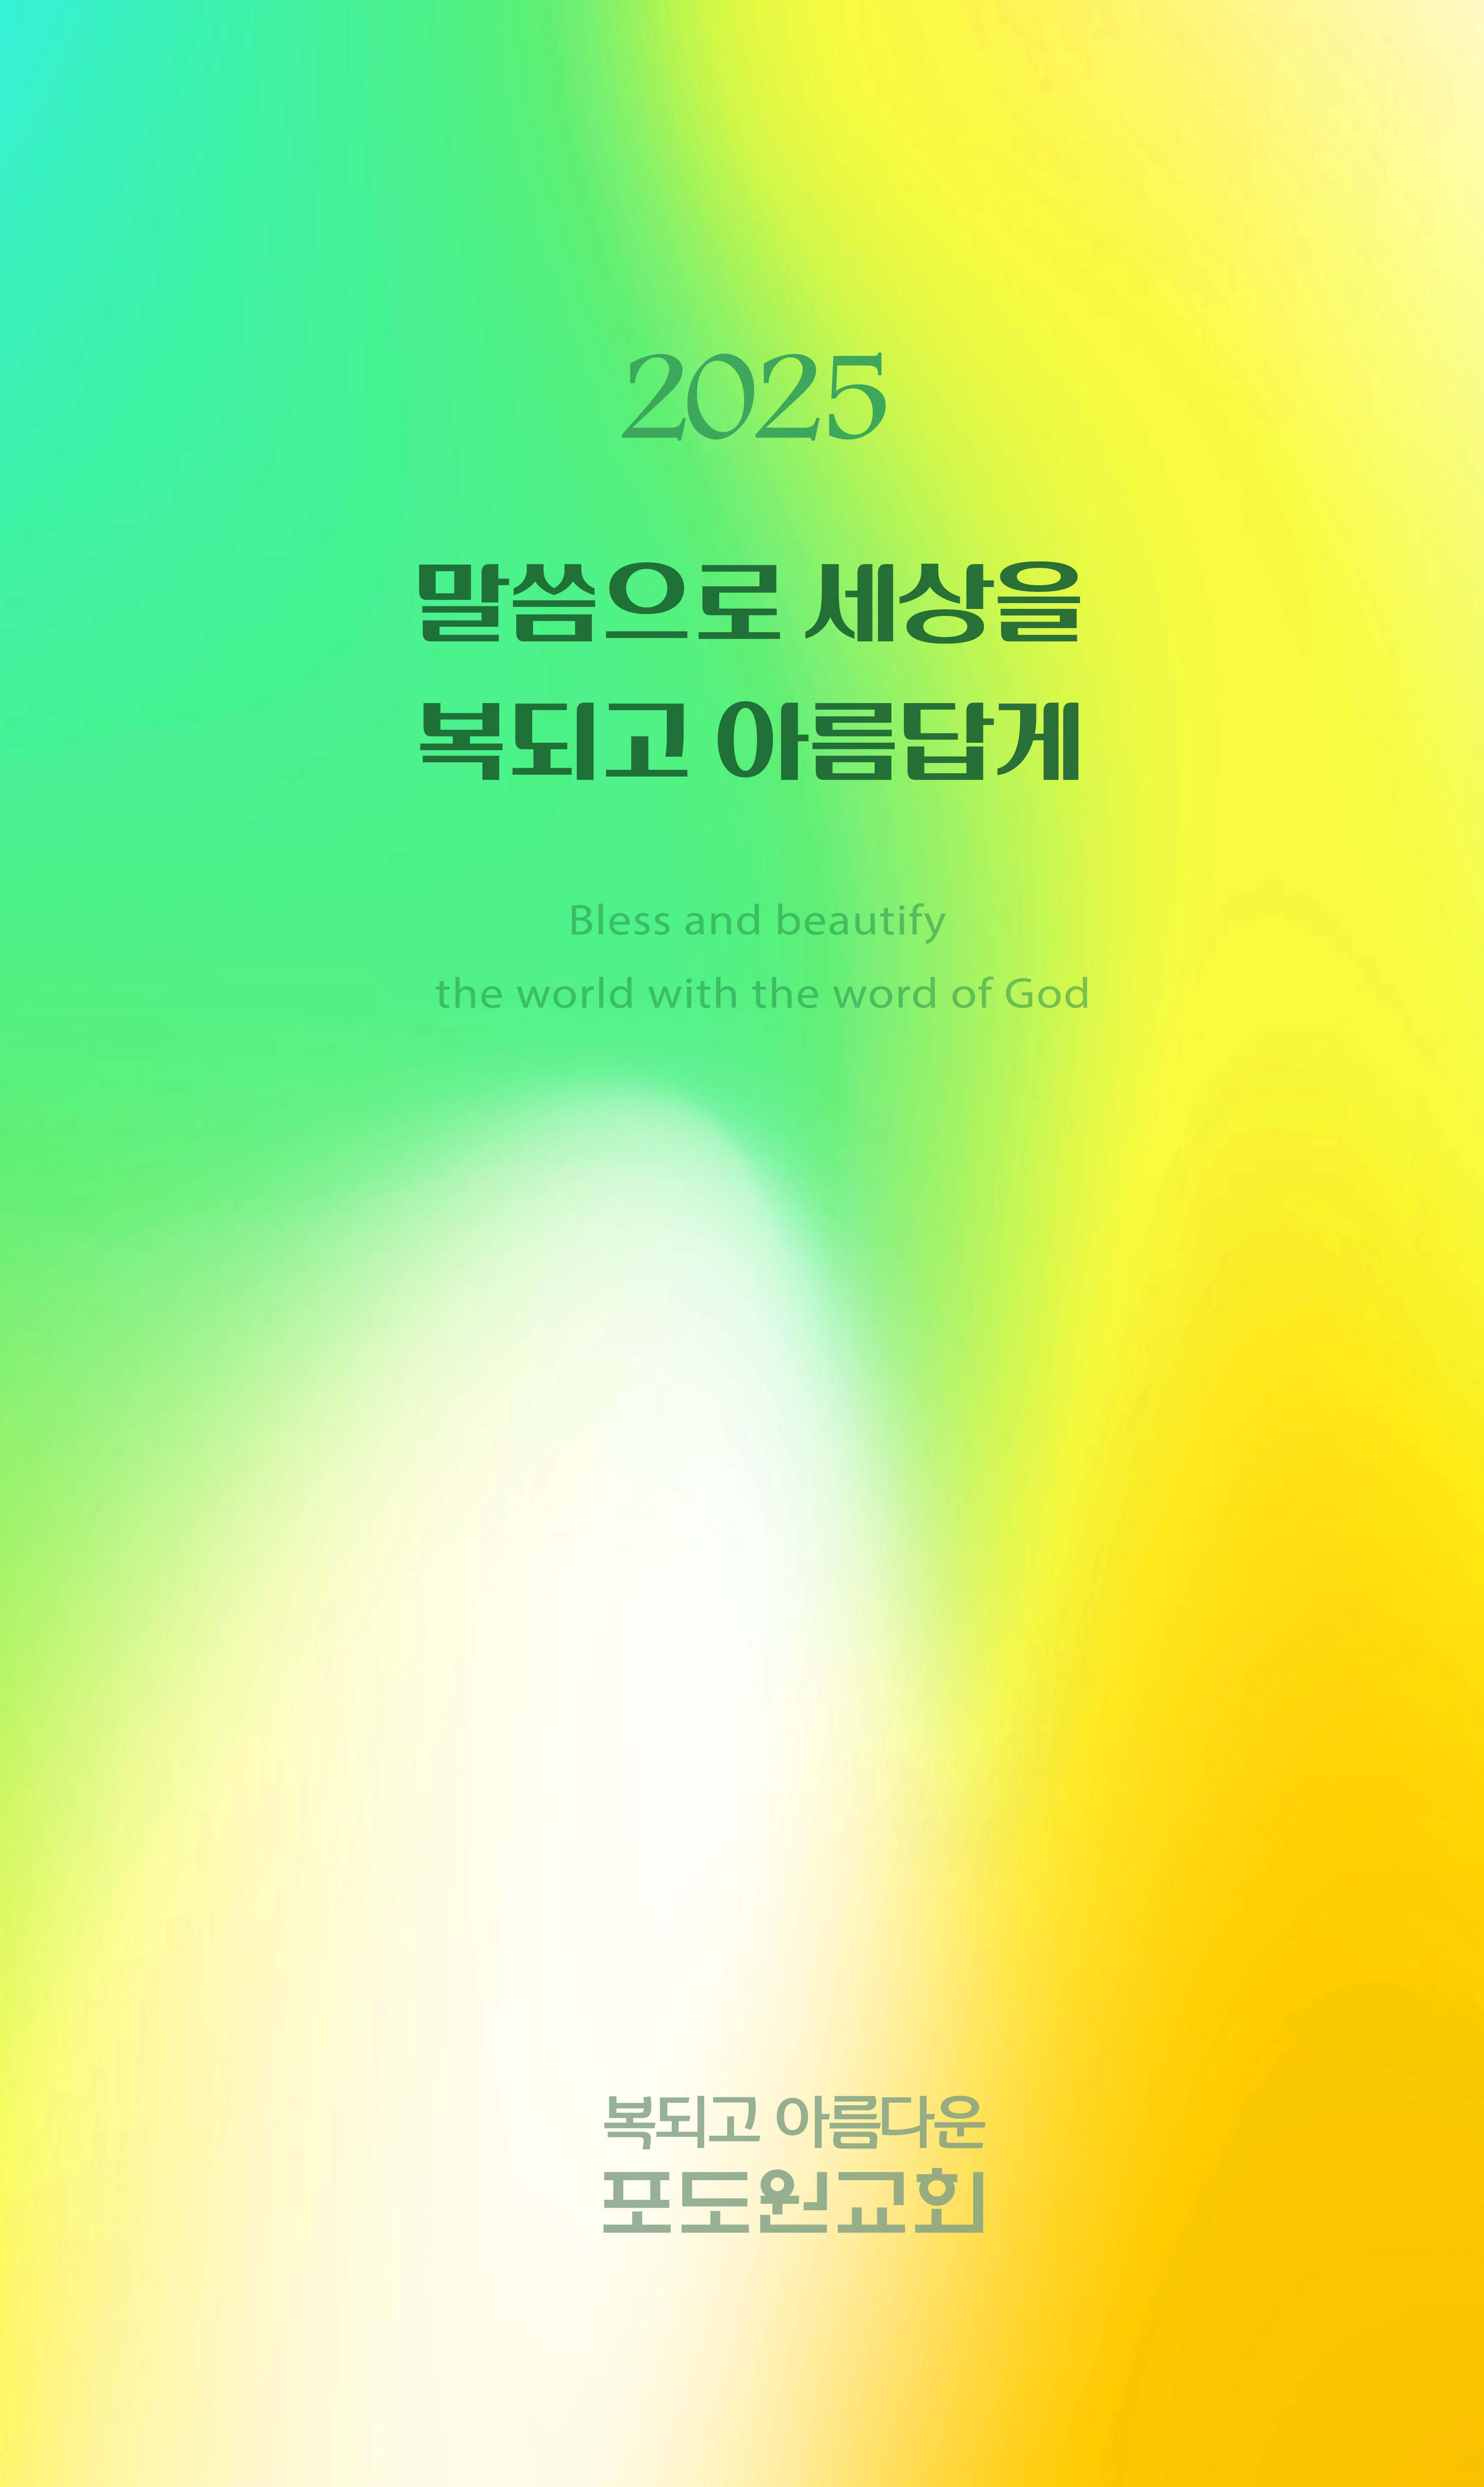 2025
말씀으로 세상을
복되고 아름답게
Bless and beautify
the world with the word of God
복되고 아름다운
포도원교회